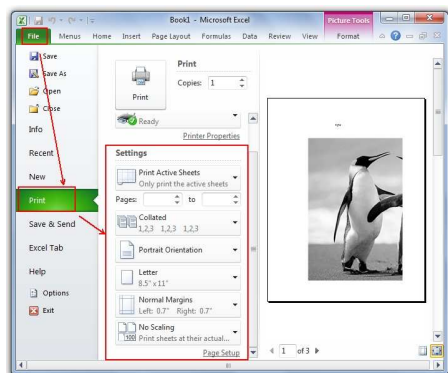 Book1 - Microsoft Excel
Picture Tools
File Menus Home Insert Page Layout Formulas Data Review View Format
Save
Save As
Open
Close
Info
Recent
New
Print
Save & Send
Excel Tab
Help
Options
Exit
Print
Print
Copies: 1
Ready
Printer Properties
Settings
Print Active Sheets
Only print the active sheets
Pages: to
Collated
1,2,3 1,2,3 1,2,3
Portrait Orientation
Letter
8.5" x 11"
Normal Margins
Left: 0.7" Right: 0.7"
No Scaling
100 Print sheets at their actual...
Page Setup
1 of 3